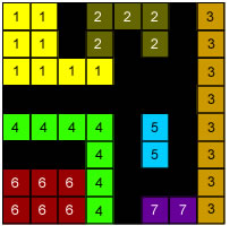 1 1 2 2 2 3
1 1 2 2 3
1 1 1 1 3
3
4 4 4 4 5 3
4 5 3
6 6 6 4 3
6 6 6 4 7 7 3